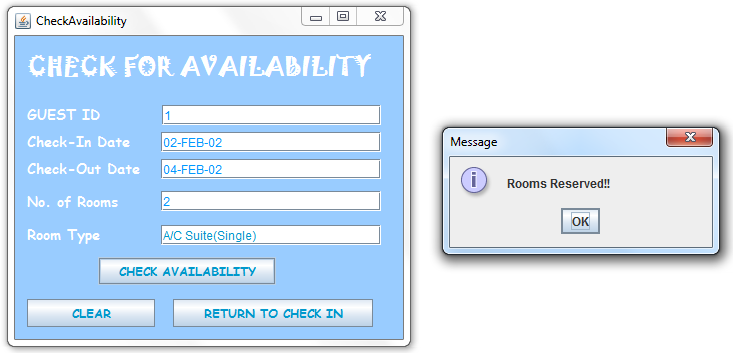 CheckAvailability
CHECK FOR AVAILABILITY
GUEST ID 1
Check-In Date 02-FEB-02
Check-Out Date 04-FEB-02
No. of Rooms 2
Room Type A/C Suite(Single)
CHECK AVAILABILITY
CLEAR RETURN TO CHECK IN
Message
Rooms Reserved!!
OK